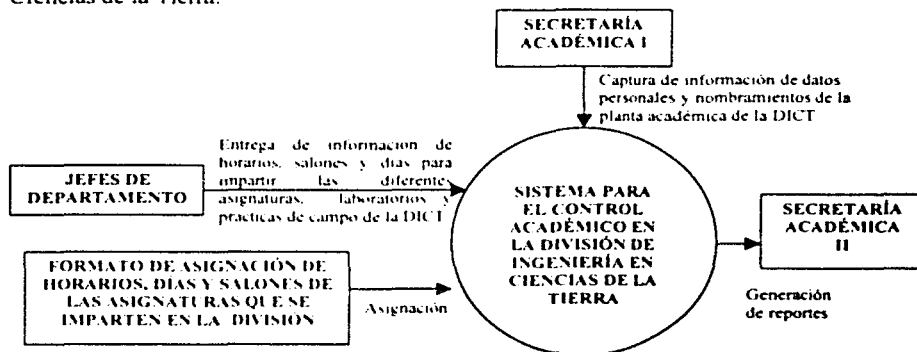 Ciencias de la Tierra.
SECRETARÍA
ACADÉMICA I
Captura de información de datos
personales y nombramientos de la
planta académica de la DICT
Entrega de informacion de
horarios, salones y días para
impartir las diferente
asignaturas, laboratorios y
practicas de campo de la DICT
JEFES DE
DEPARTAMENTO
SISTEMA PARA
EL CONTROL
ACADÉMICO EN
LA DIVISIÓN DE
INGENIERÍA EN
CIENCIAS DE LA
TIERRA
SECRETARÍA
ACADÉMICA
II
FORMATO DE ASIGNACIÓN DE
HORARIOS, DÍAS Y SALONES DE
LAS ASIGNATURAS QUE SE
IMPARTEN EN LA DIVISIÓN
Asignación
Generación
de reportes